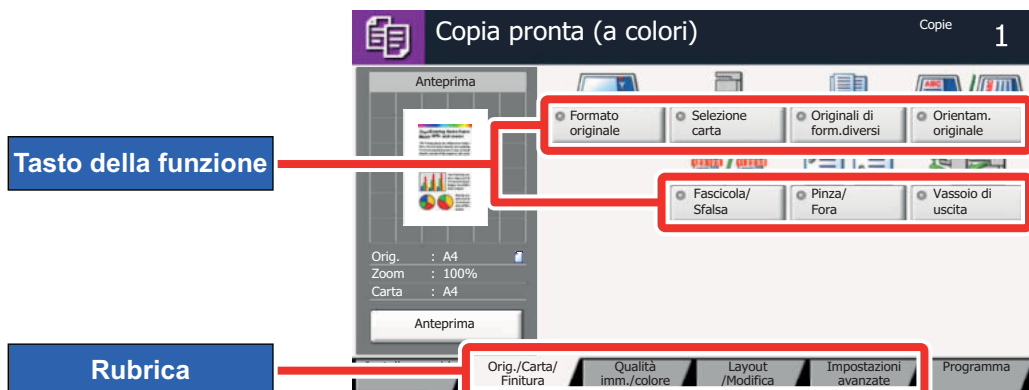 Copia pronta (a colori)
Copie
1
Anteprima
Formato
originale
Selezione
carta
Originali di
form.diversi
Orientam.
originale
Tasto della funzione
Fascicola/
Sfalsa
Pinza/
Fora
Vassoio di
uscita
Orig. : A4
Zoom : 100%
Carta : A4
Anteprima
Rubrica
Orig./Carta/
Finitura
Qualità
imm./colore
Layout
/Modifica
Impostazioni
avanzate
Programma